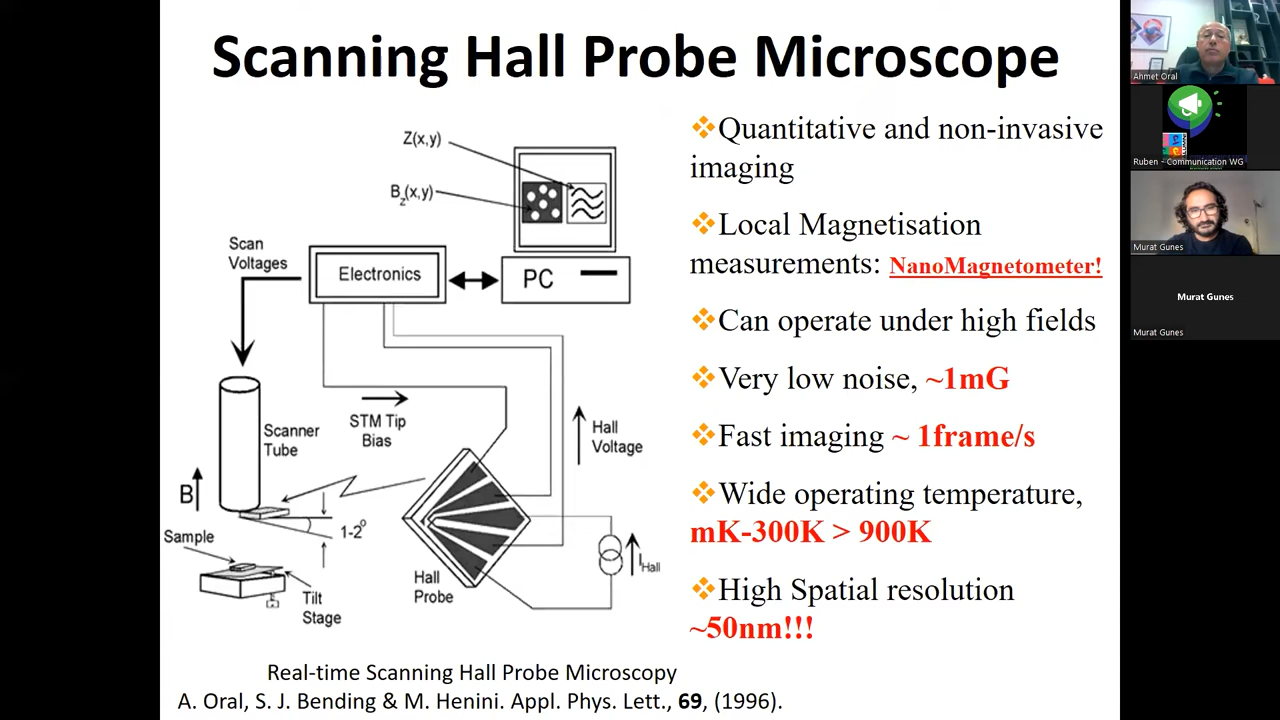 Scanning Hall Probe Microscope
Z(x,y)
Bz(x,y)
Scan
Voltages
Electronics
PC
Scanner
Tube
STM Tip
Bias
Hall
Voltage
B
1-2°
Sample
Hall
Probe
IHall
Tilt
Stage
Quantitative and non-invasive
imaging
Local Magnetisation
measurements: NanoMagnetometer!
Can operate under high fields
Very low noise, ~1mG
Fast imaging ~ 1frame/s
Wide operating temperature,
mK-300K > 900K
High Spatial resolution
~50nm!!!
Real-time Scanning Hall Probe Microscopy
A. Oral, S. J. Bending & M. Henini. Appl. Phys. Lett., 69, (1996).
Ahmet Oral
Ruben - Communication WG
Murat Gunes
Murat Gunes
Murat Gunes